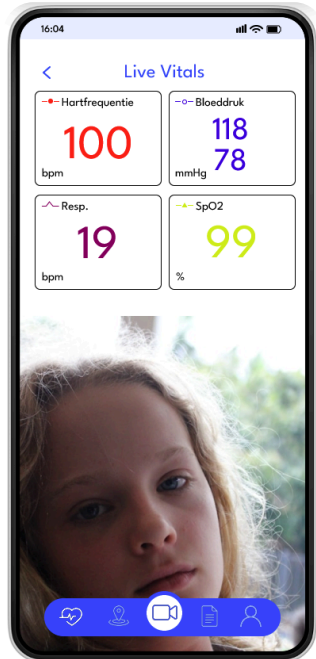 16:04
Live Vitals
Hartfrequentie
100
bpm
Bloeddruk
118
78
mmHg
Resp.
19
bpm
SpO2
99
%